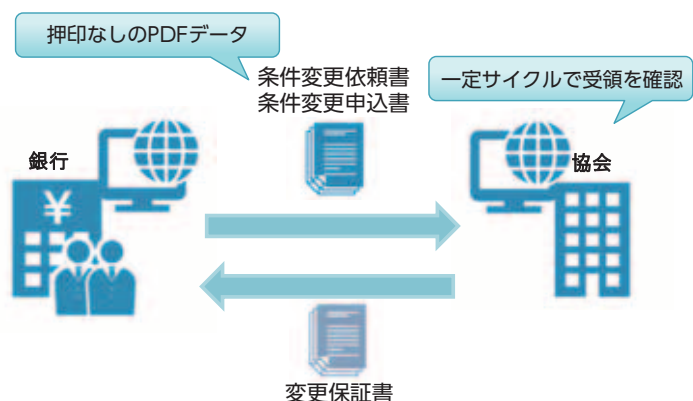 押印なしのPDFデータ
条件変更依頼書
条件変更申込書
一定サイクルで受領を確認
銀行
協会
¥
変更保証書